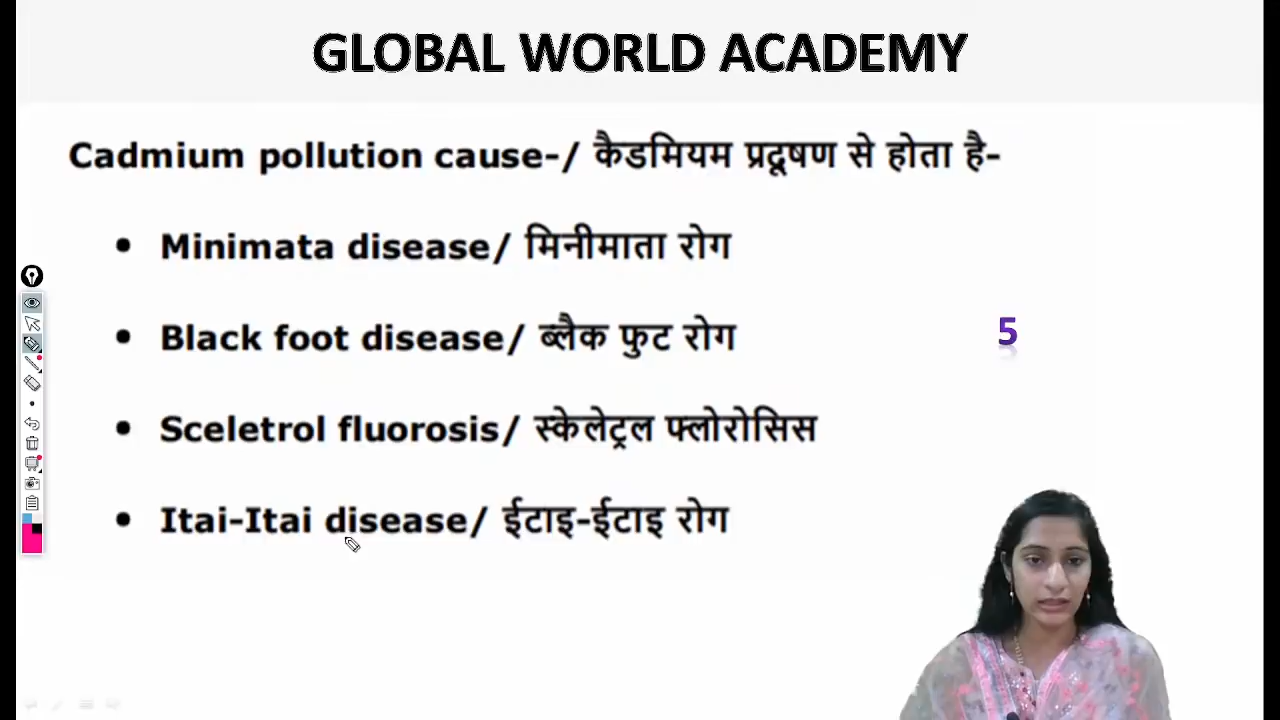 GLOBAL WORLD ACADEMY
Cadmium pollution cause-/ कैडमियम प्रदूषण से होता है-
• Minimata disease/ मिनीमाता रोग
• Black foot disease/ ब्लैक फुट रोग
5
• Sceletrol fluorosis/ स्केलेट्रल फ्लोरोसिस
• Itai-Itai disease/ ईटाइ-ईटाइ रोग